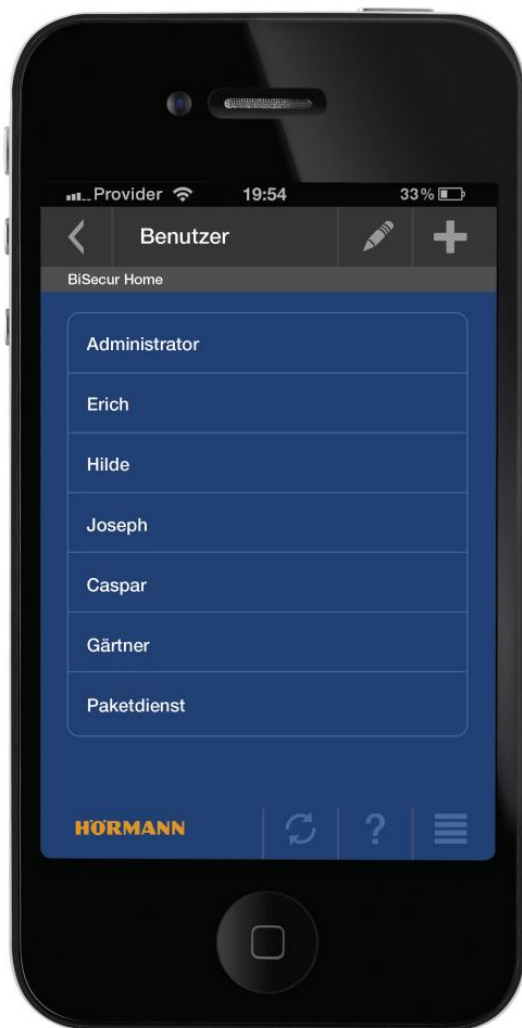 Provider 19:54 33%
Benutzer
BiSecur Home
Administrator
Erich
Hilde
Joseph
Caspar
Gärtner
Paketdienst
HÖRMANN ?